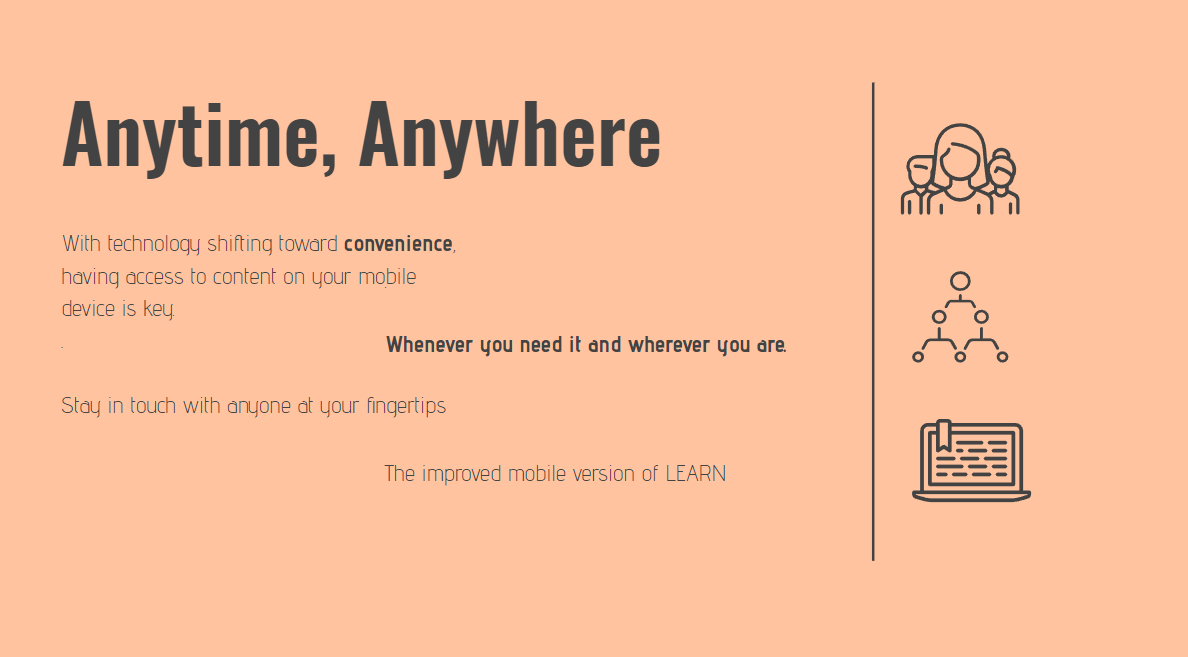 Anytime, Anywhere
With technology shifting toward convenience,
having access to content on your mobile
device is key.
.
Whenever you need it and wherever you are.
Stay in touch with anyone at your fingertips
The improved mobile version of LEARN